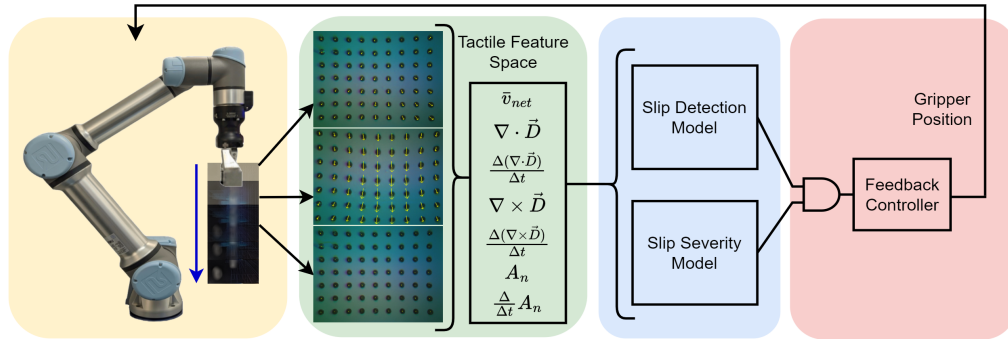 Tactile Feature
Space
v̄_net
∇ · D⃗
Δ(∇·D⃗)/Δt
∇ × D⃗
Δ(∇×D⃗)/Δt
A_n
Δ/Δt A_n
Slip Detection
Model
Slip Severity
Model
Gripper
Position
Feedback
Controller